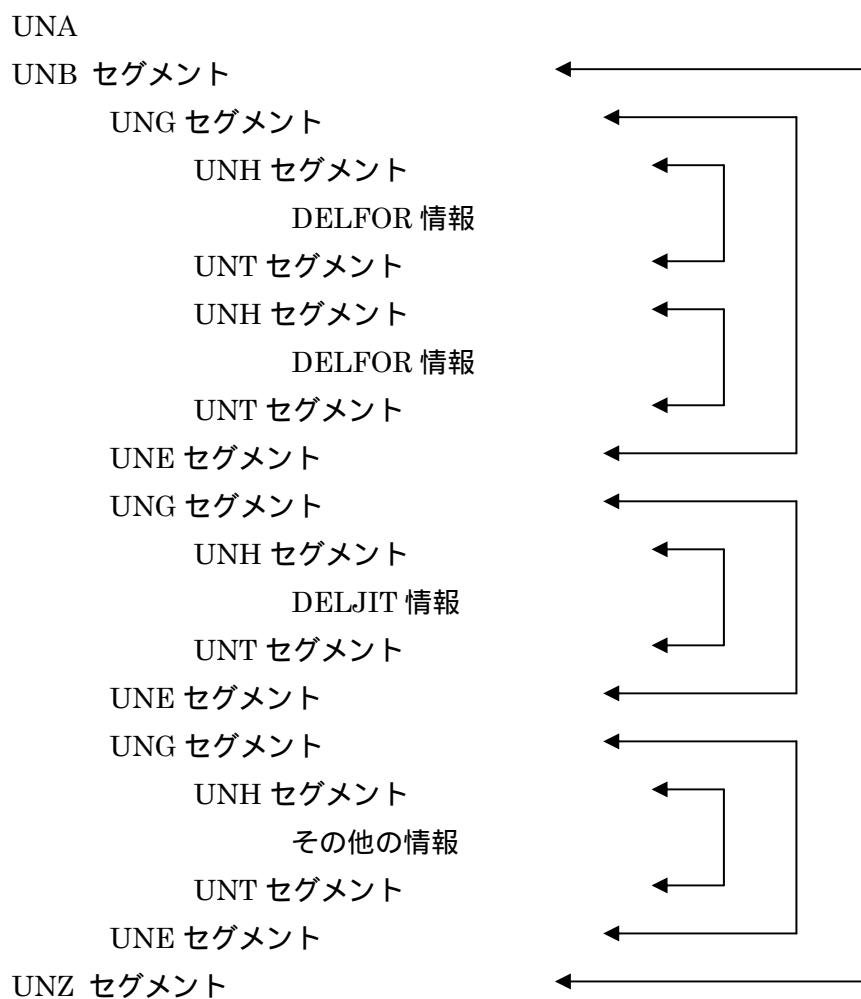 UNA
UNB セグメント
UNG セグメント
UNH セグメント
DELFOR 情報
UNT セグメント
UNH セグメント
DELFOR 情報
UNT セグメント
UNE セグメント
UNG セグメント
UNH セグメント
DELJIT 情報
UNT セグメント
UNE セグメント
UNG セグメント
UNH セグメント
その他の情報
UNT セグメント
UNE セグメント
UNZ セグメント